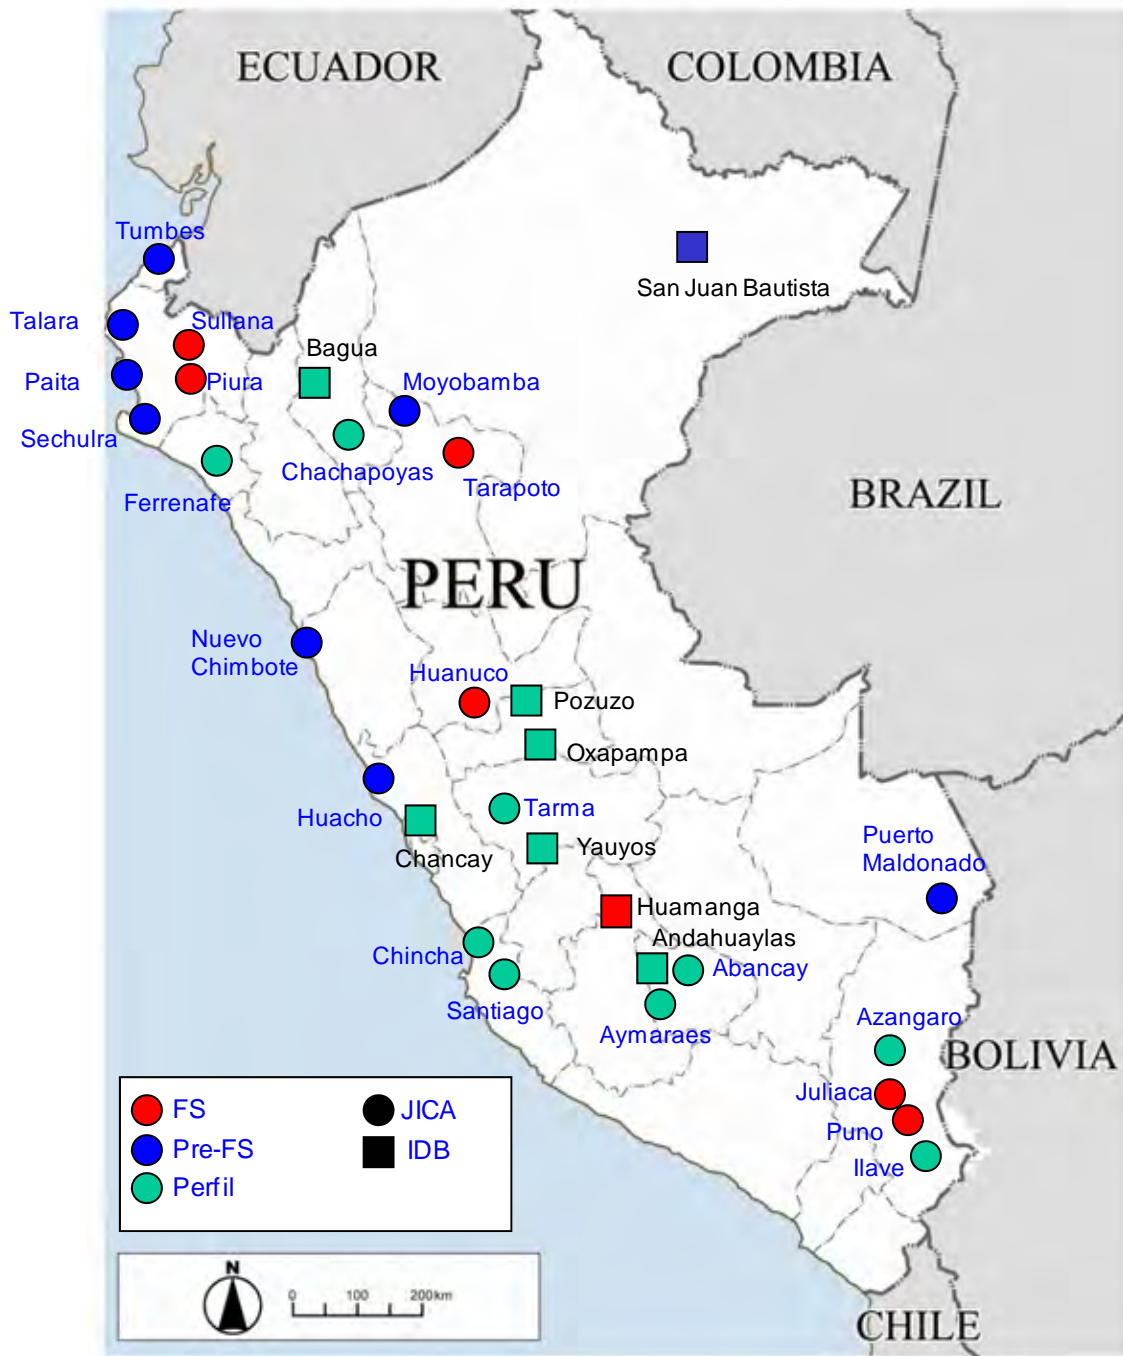 ECUADOR
COLOMBIA
Tumbes
San Juan Bautista
Talara
Sullana
Bagua
Paita
Piura
Moyobamba
Sechulra
Chachapoyas
Tarapoto
Ferrenafe
BRAZIL
PERU
Nuevo
Chimbote
Huanuco
Pozuzo
Oxapampa
Huacho
Tarma
Chancay
Yauyos
Puerto
Maldonado
Huamanga
Andahuaylas
Chincha
Abancay
Santiago
Aymaraes
Azangaro
BOLIVIA
Juliaca
Puno
Ilave
FS
JICA
Pre-FS
IDB
Perfil
N
0 100 200km
CHILE